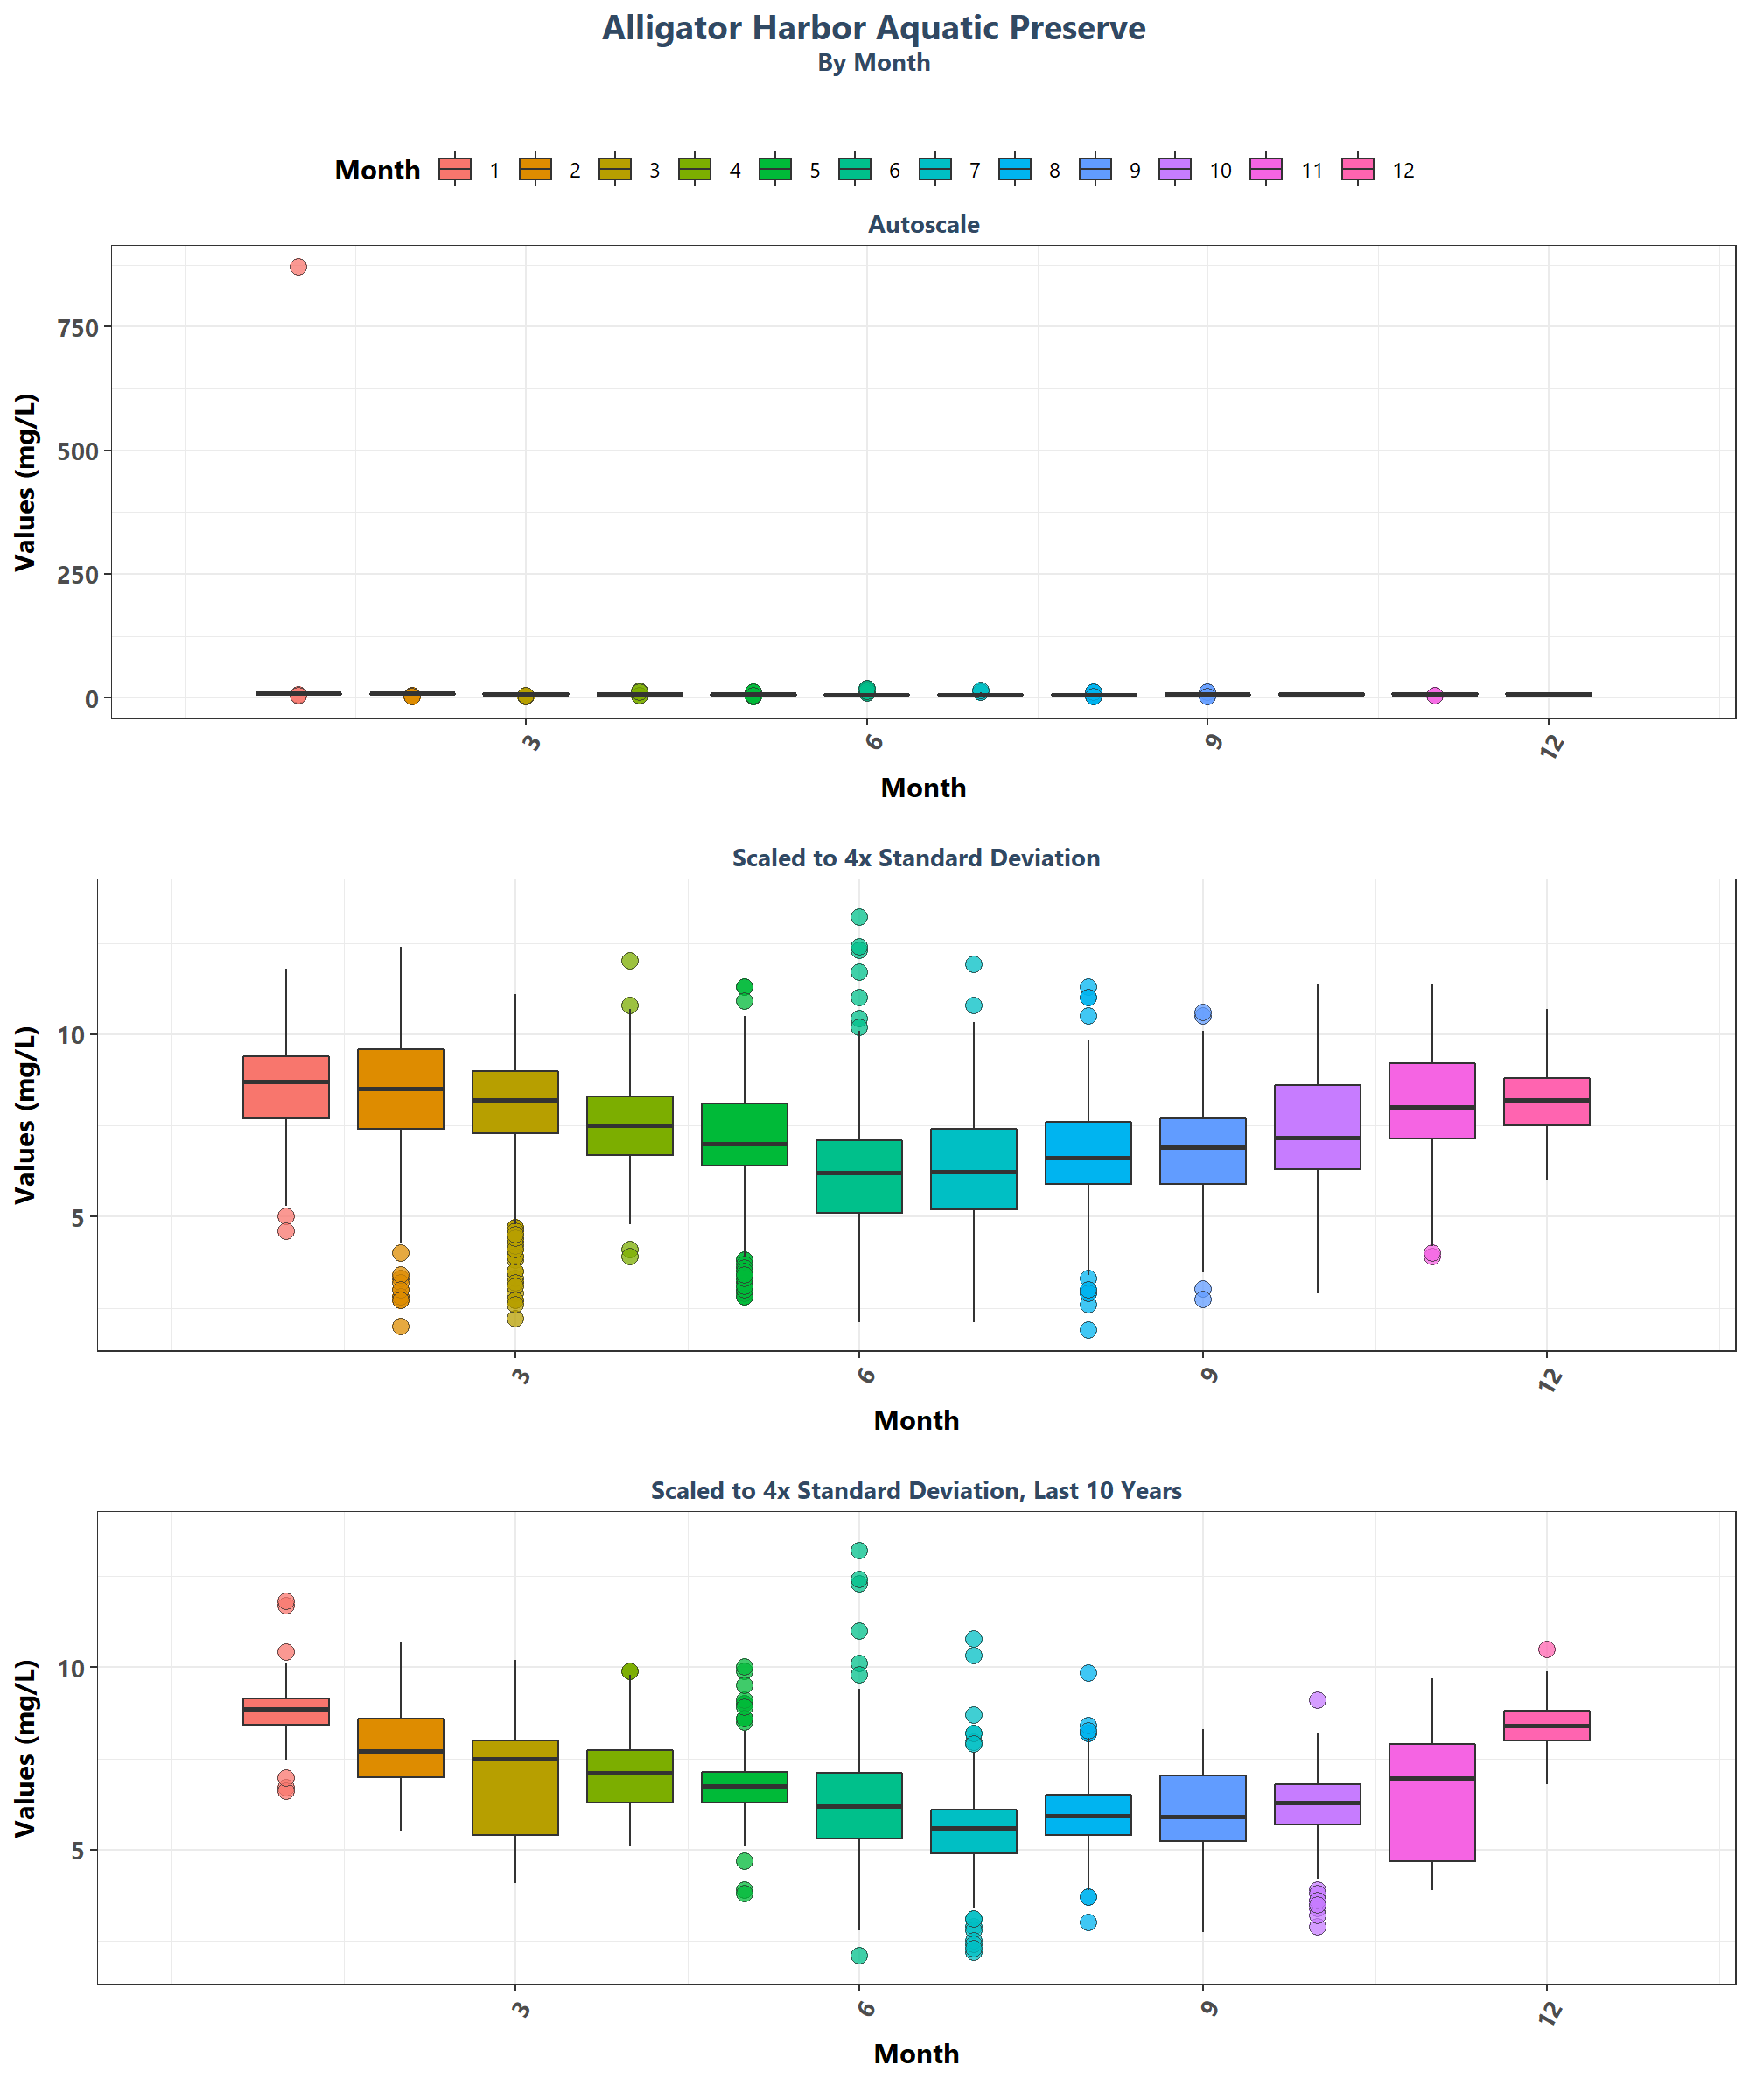 Alligator Harbor Aquatic Preserve
By Month
Month 1 2 3 4 5 6 7 8 9 10 11 12
Autoscale
Values (mg/L)
750
500
250
0
3 6 9 12
Month
Scaled to 4x Standard Deviation
Values (mg/L)
10
5
3 6 9 12
Month
Scaled to 4x Standard Deviation, Last 10 Years
Values (mg/L)
10
5
3 6 9 12
Month